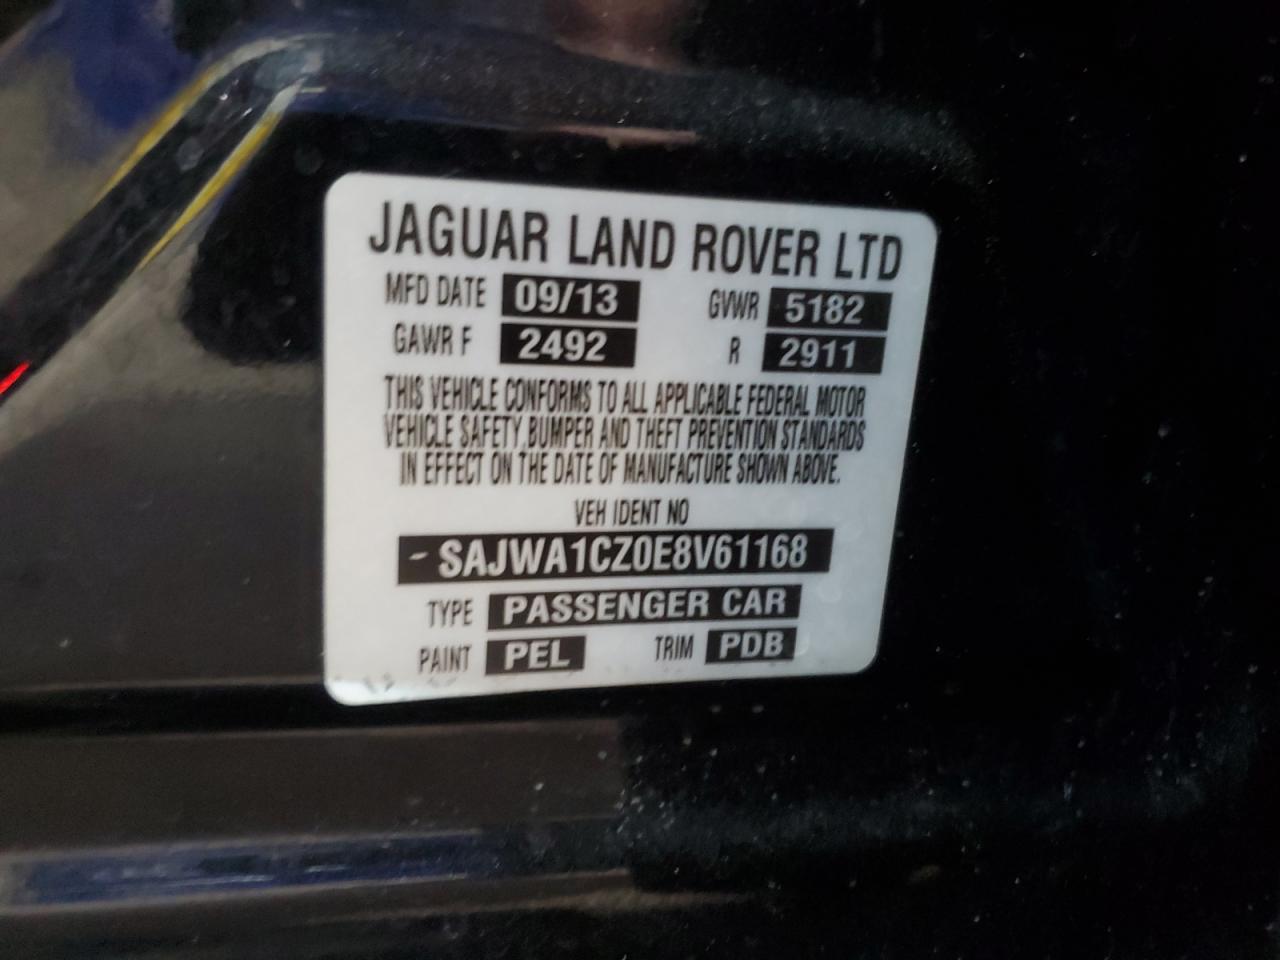 JAGUAR LAND ROVER LTD
MFD DATE 09/13 GVWR 5182
GAWR F 2492 R 2911
THIS VEHICLE CONFORMS TO ALL APPLICABLE FEDERAL MOTOR
VEHICLE SAFETY, BUMPER AND THEFT PREVENTION STANDARDS
IN EFFECT ON THE DATE OF MANUFACTURE SHOWN ABOVE.
VEH IDENT NO
- SAJWA1CZ0E8V61168
TYPE PASSENGER CAR
PAINT PEL TRIM PDB